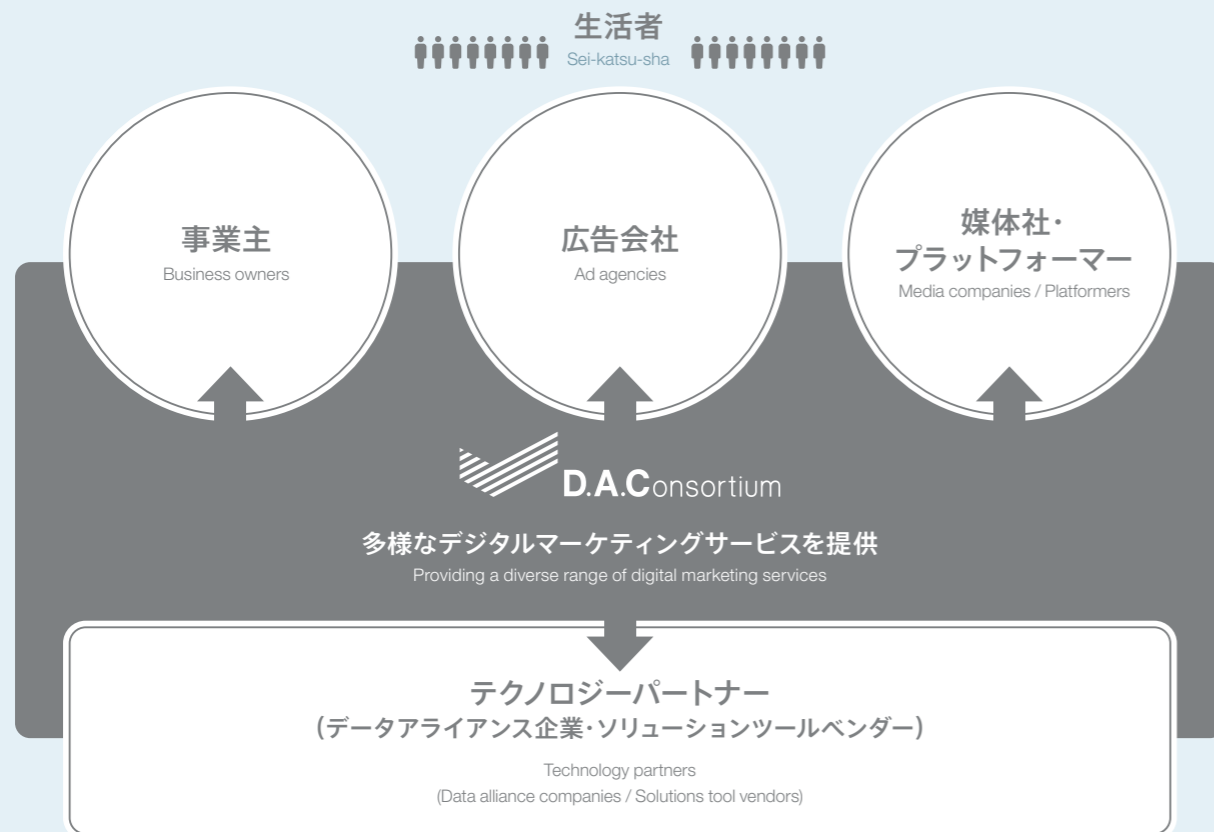 生活者
Sei-katsu-sha
事業主
Business owners
広告会社
Ad agencies
媒体社・
プラットフォーマー
Media companies / Platformers
D.A.Consortium
多様なデジタルマーケティングサービスを提供
Providing a diverse range of digital marketing services
テクノロジーパートナー
(データアライアンス企業・ソリューションツールベンダー)
Technology partners
(Data alliance companies / Solutions tool vendors)